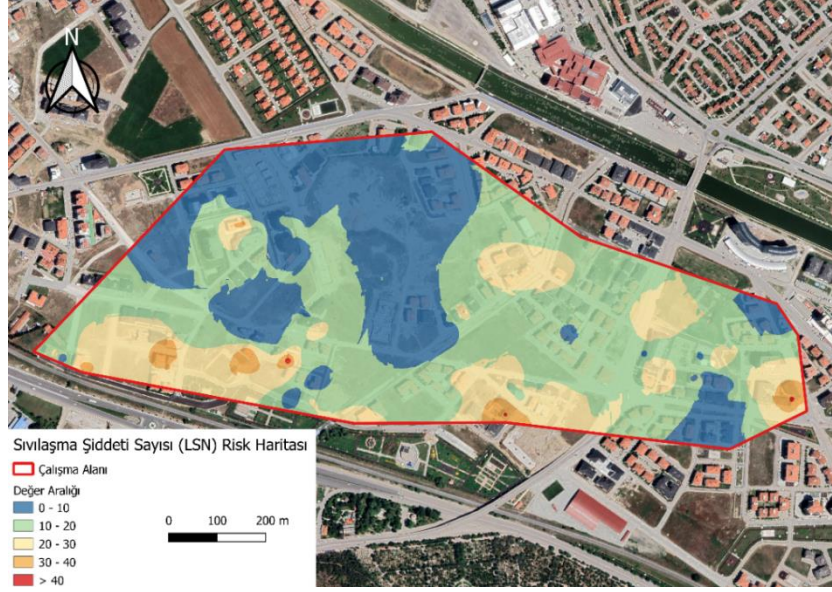 N
Sıvılaşma Şiddeti Sayısı (LSN) Risk Haritası
Çalışma Alanı
Değer Aralığı
0 - 10
10 - 20
20 - 30
30 - 40
> 40
0 100 200 m